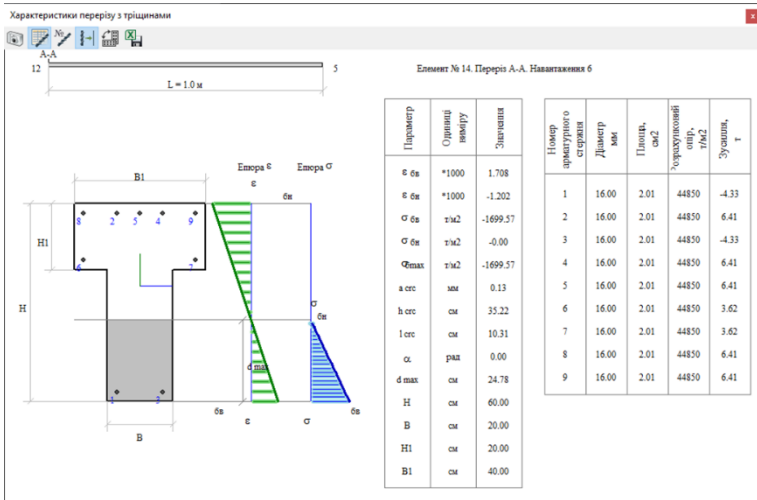 Характеристики перерізу з тріщинами
x
№
A-A
12
5
L = 1.0 м
Елемент № 14. Переріз A-A. Навантаження 6
Епюра ε
Епюра σ
ε
бн
B1
8 2 5 4 9
H1
6 7
H
σ
бн
d max
1 3
бв
ε
σ
бв
B
Параметр Одиниці виміру Значення
ε бв *1000 1.708
ε бн *1000 -1.202
σ бв т/м2 -1699.57
σ бн т/м2 -0.00
σбmax т/м2 -1699.57
a crc мм 0.13
h crc см 35.22
l crc см 10.31
α рад 0.00
d max см 24.78
H см 60.00
B см 20.00
H1 см 20.00
B1 см 40.00
Номер арматурного стержня Діаметр мм Площа, см2 озрахунковий опір, т/м2 Зусилля, т
1 16.00 2.01 44850 -4.33
2 16.00 2.01 44850 6.41
3 16.00 2.01 44850 -4.33
4 16.00 2.01 44850 6.41
5 16.00 2.01 44850 6.41
6 16.00 2.01 44850 3.62
7 16.00 2.01 44850 3.62
8 16.00 2.01 44850 6.41
9 16.00 2.01 44850 6.41